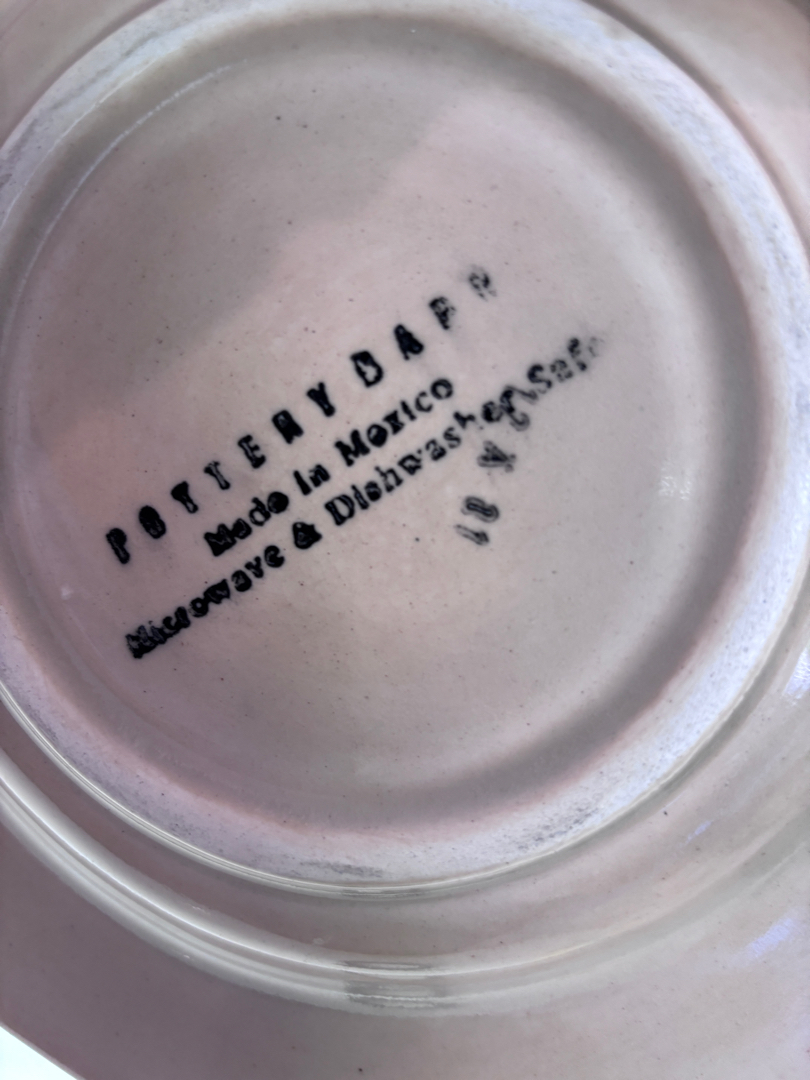 POTTERY BARN
Made in Mexico
Microwave & Dishwasher Safe